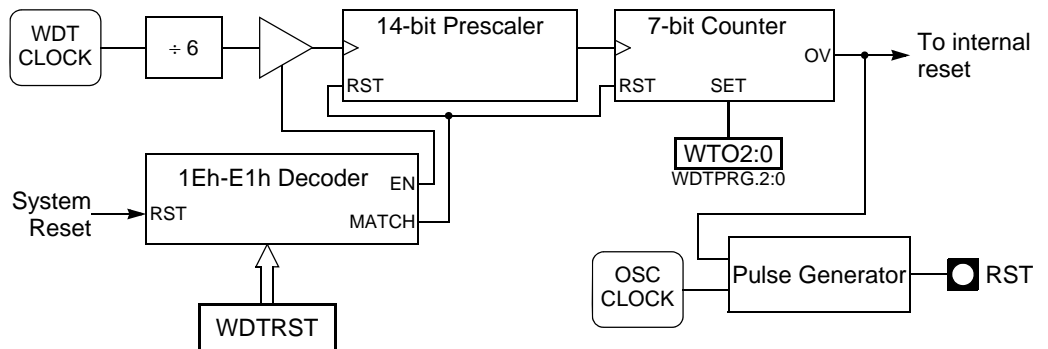 WDT
CLOCK
÷ 6
14-bit Prescaler
RST
7-bit Counter
RST
SET
OV
To internal
reset
WTO2:0
WDTPRG.2:0
1Eh-E1h Decoder
EN
RST
MATCH
System
Reset
WDTRST
OSC
CLOCK
Pulse Generator
RST